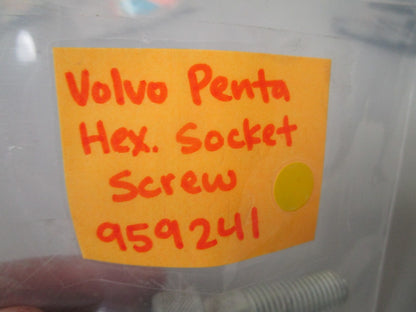 Volvo Penta
Hex. Socket
Screw
959241